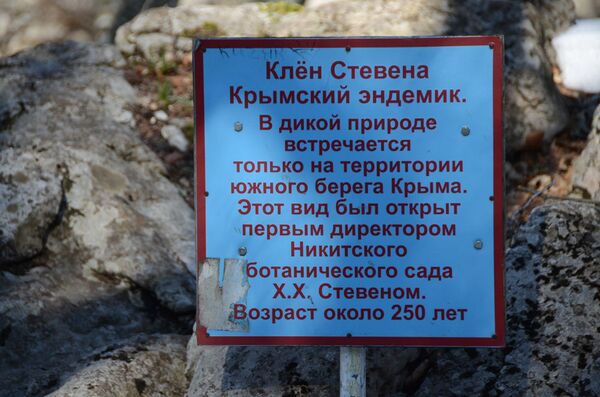 Клён Стевена
Крымский эндемик.
В дикой природе
встречается
только на территории
южного берега Крыма.
Этот вид был открыт
первым директором
Никитского
ботанического сада
Х.Х. Стевеном.
Возраст около 250 лет